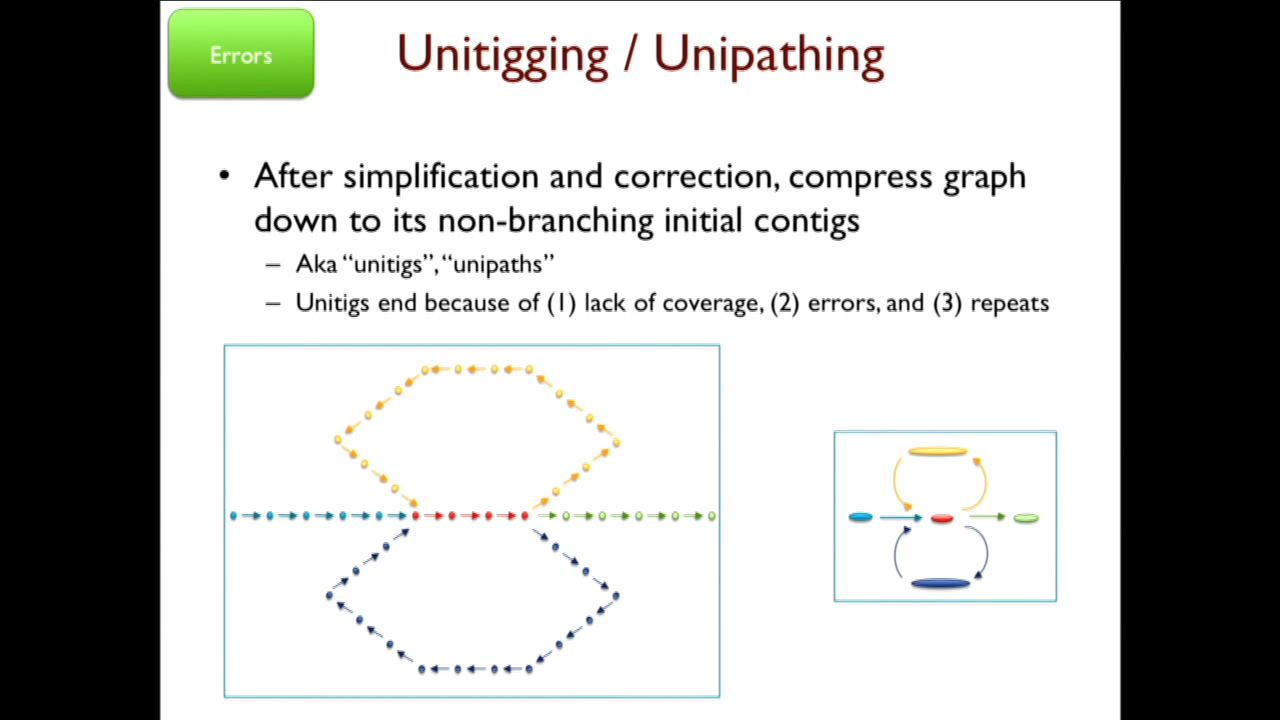 Errors
Unitigging / Unipathing
• After simplification and correction, compress graph
down to its non-branching initial contigs
– Aka “unitigs”, “unipaths”
– Unitigs end because of (1) lack of coverage, (2) errors, and (3) repeats